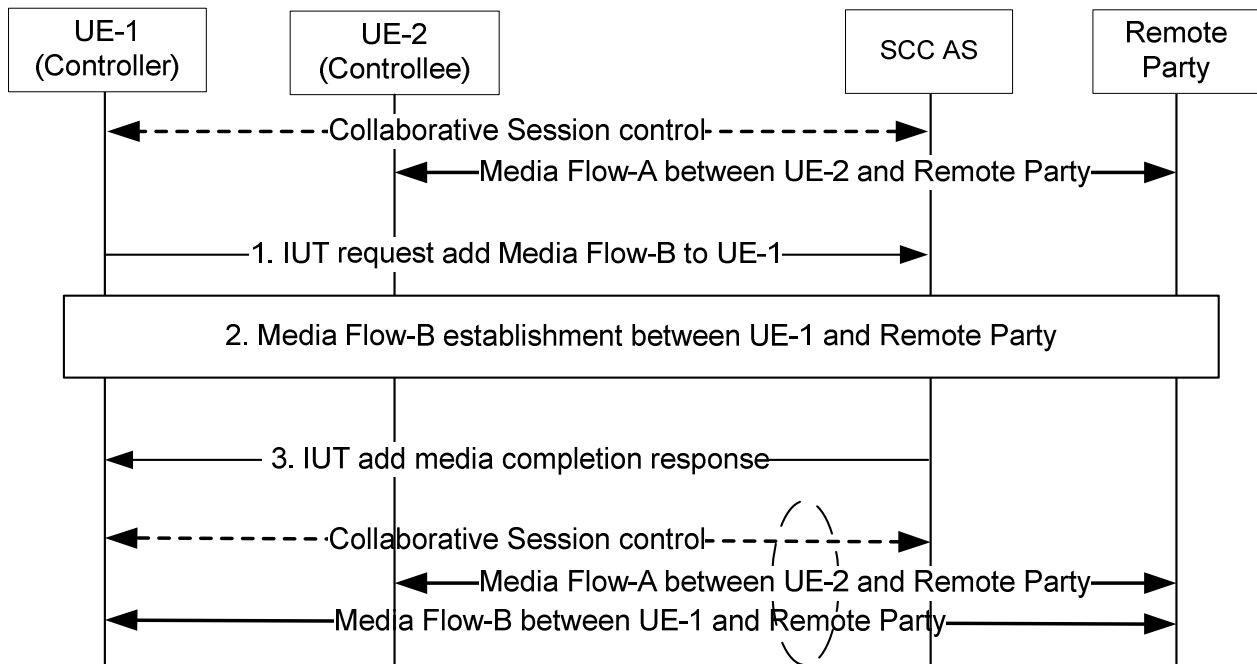 UE-1
(Controller)
UE-2
(Controllee)
SCC AS
Remote
Party
Collaborative Session control
Media Flow-A between UE-2 and Remote Party
1. IUT request add Media Flow-B to UE-1
2. Media Flow-B establishment between UE-1 and Remote Party
3. IUT add media completion response
Collaborative Session control
Media Flow-A between UE-2 and Remote Party
Media Flow-B between UE-1 and Remote Party